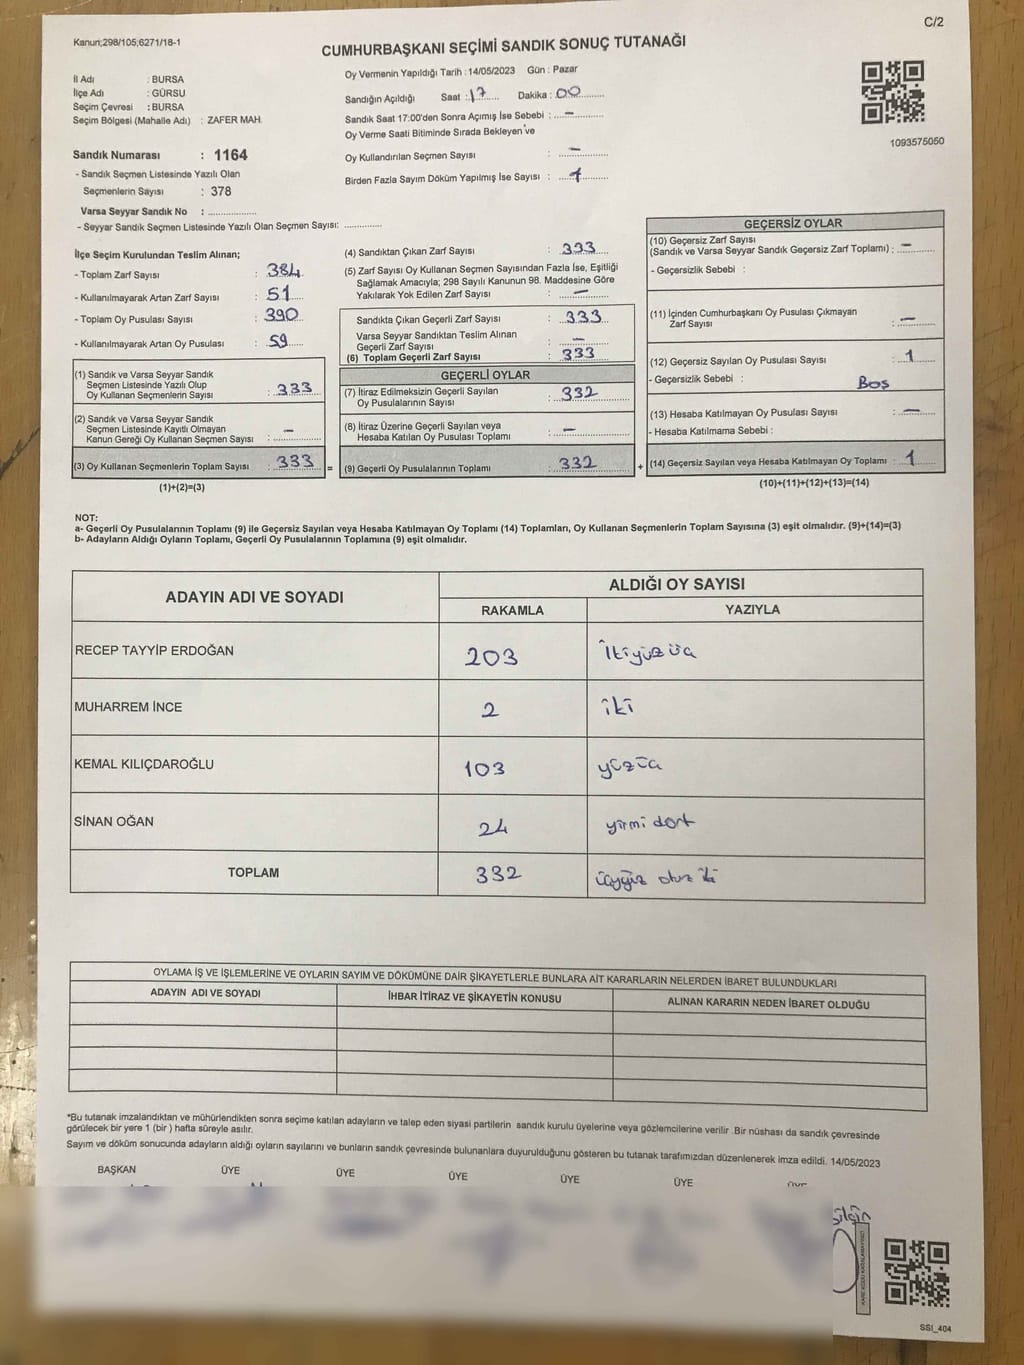 C/2
Kanun;298/105;6271/18-1
CUMHURBAŞKANI SEÇİMİ SANDIK SONUÇ TUTANAĞI
İl Adı : BURSA
İlçe Adı : GÜRSU
Seçim Çevresi : BURSA
Seçim Bölgesi (Mahalle Adı) : ZAFER MAH.
Sandık Numarası : 1164
- Sandık Seçmen Listesinde Yazılı Olan
Seçmenlerin Sayısı : 378
Varsa Seyyar Sandık No : ..................
- Seyyar Sandık Seçmen Listesinde Yazılı Olan Seçmen Sayısı: ..............
Oy Vermenin Yapıldığı Tarih : 14/05/2023 Gün : Pazar
Sandığın Açıldığı Saat : 17 Dakika : 00
Sandık Saat 17:00'den Sonra Açımış İse Sebebi : –
Oy Verme Saati Bitiminde Sırada Bekleyen ve
Oy Kullandırılan Seçmen Sayısı : –
Birden Fazla Sayım Döküm Yapılmış İse Sayısı : 1
1093575050
İlçe Seçim Kurulundan Teslim Alınan;
- Toplam Zarf Sayısı : 384
- Kullanılmayarak Artan Zarf Sayısı : 51
- Toplam Oy Pusulası Sayısı : 390
- Kullanılmayarak Artan Oy Pusulası : 59
(1) Sandık ve Varsa Seyyar Sandık
Seçmen Listesinde Yazılı Olup
Oy Kullanan Seçmenlerin Sayısı : 333
(2) Sandık ve Varsa Seyyar Sandık
Seçmen Listesinde Kayıtlı Olmayan
Kanun Gereği Oy Kullanan Seçmen Sayısı : –
(3) Oy Kullanan Seçmenlerin Toplam Sayısı : 333
(1)+(2)=(3)
=
(4) Sandıktan Çıkan Zarf Sayısı : 333
(5) Zarf Sayısı Oy Kullanan Seçmen Sayısından Fazla İse, Eşitliği
Sağlamak Amacıyla; 298 Sayılı Kanunun 98. Maddesine Göre
Yakılarak Yok Edilen Zarf Sayısı : –
Sandıkta Çıkan Geçerli Zarf Sayısı : 333
Varsa Seyyar Sandıktan Teslim Alınan
Geçerli Zarf Sayısı : –
(6) Toplam Geçerli Zarf Sayısı : 333
GEÇERLİ OYLAR
(7) İtiraz Edilmeksizin Geçerli Sayılan
Oy Pusulalarının Sayısı : 332
(8) İtiraz Üzerine Geçerli Sayılan veya
Hesaba Katılan Oy Pusulası Toplamı : –
(9) Geçerli Oy Pusulalarının Toplamı : 332
+
GEÇERSİZ OYLAR
(10) Geçersiz Zarf Sayısı
(Sandık ve Varsa Seyyar Sandık Geçersiz Zarf Toplamı) : –
- Geçersizlik Sebebi :
(11) İçinden Cumhurbaşkanı Oy Pusulası Çıkmayan
Zarf Sayısı : –
(12) Geçersiz Sayılan Oy Pusulası Sayısı : 1
- Geçersizlik Sebebi : Boş
(13) Hesaba Katılmayan Oy Pusulası Sayısı : –
- Hesaba Katılmama Sebebi :
(14) Geçersiz Sayılan veya Hesaba Katılmayan Oy Toplamı : 1
(10)+(11)+(12)+(13)=(14)
NOT:
a- Geçerli Oy Pusulalarının Toplamı (9) ile Geçersiz Sayılan veya Hesaba Katılmayan Oy Toplamı (14) Toplamları, Oy Kullanan Seçmenlerin Toplam Sayısına (3) eşit olmalıdır. (9)+(14)=(3)
b- Adayların Aldığı Oyların Toplamı, Geçerli Oy Pusulalarının Toplamına (9) eşit olmalıdır.
ADAYIN ADI VE SOYADI
ALDIĞI OY SAYISI
RAKAMLA YAZIYLA
RECEP TAYYİP ERDOĞAN 203 İkiyüzüç
MUHARREM İNCE 2 iki
KEMAL KILIÇDAROĞLU 103 yüzüç
SİNAN OĞAN 24 yirmi dört
TOPLAM 332 üçyüz otuz iki
OYLAMA İŞ VE İŞLEMLERİNE VE OYLARIN SAYIM VE DÖKÜMÜNE DAİR ŞİKAYETLERLE BUNLARA AİT KARARLARIN NELERDEN İBARET BULUNDUKLARI
ADAYIN ADI VE SOYADI
İHBAR İTİRAZ VE ŞİKAYETİN KONUSU
ALINAN KARARIN NEDEN İBARET OLDUĞU
*Bu tutanak imzalandıktan ve mühürlendikten sonra seçime katılan adayların ve talep eden siyasi partilerin sandık kurulu üyelerine veya gözlemcilerine verilir. Bir nüshası da sandık çevresinde
görülecek bir yere 1 (bir ) hafta süreyle asılır.
Sayım ve döküm sonucunda adayların aldığı oyların sayılarını ve bunların sandık çevresinde bulunanlara duyurulduğunu gösteren bu tutanak tarafımızdan düzenlenerek imza edildi. 14/05/2023
BAŞKAN ÜYE ÜYE ÜYE ÜYE ÜYE
SSI_404